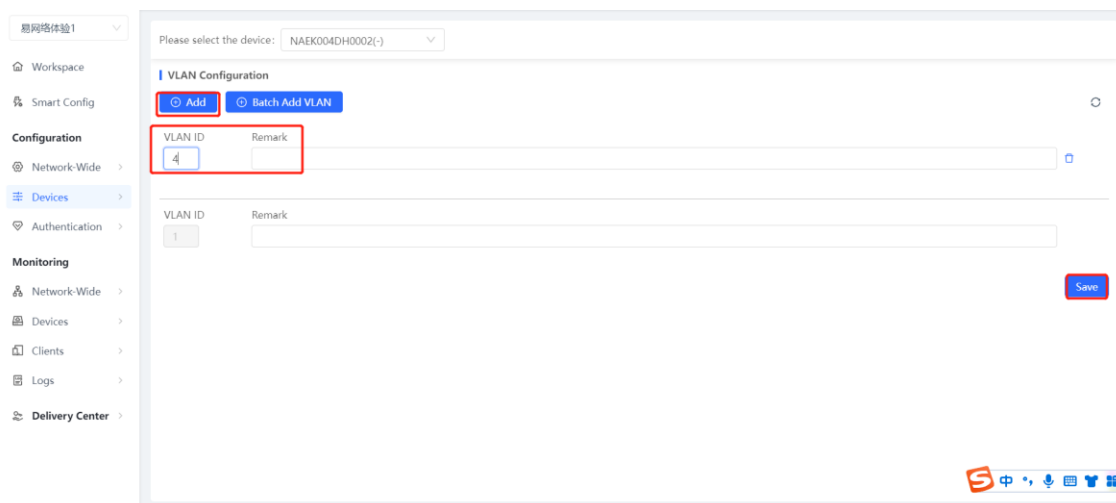 易网络体验1
Please select the device: NAEK004DH0002(-)
Workspace
Smart Config
Configuration
Network-Wide
Devices
Authentication
Monitoring
Network-Wide
Devices
Clients
Logs
Delivery Center
VLAN Configuration
Add Batch Add VLAN
VLAN ID Remark
4
VLAN ID Remark
1
Save
S 中